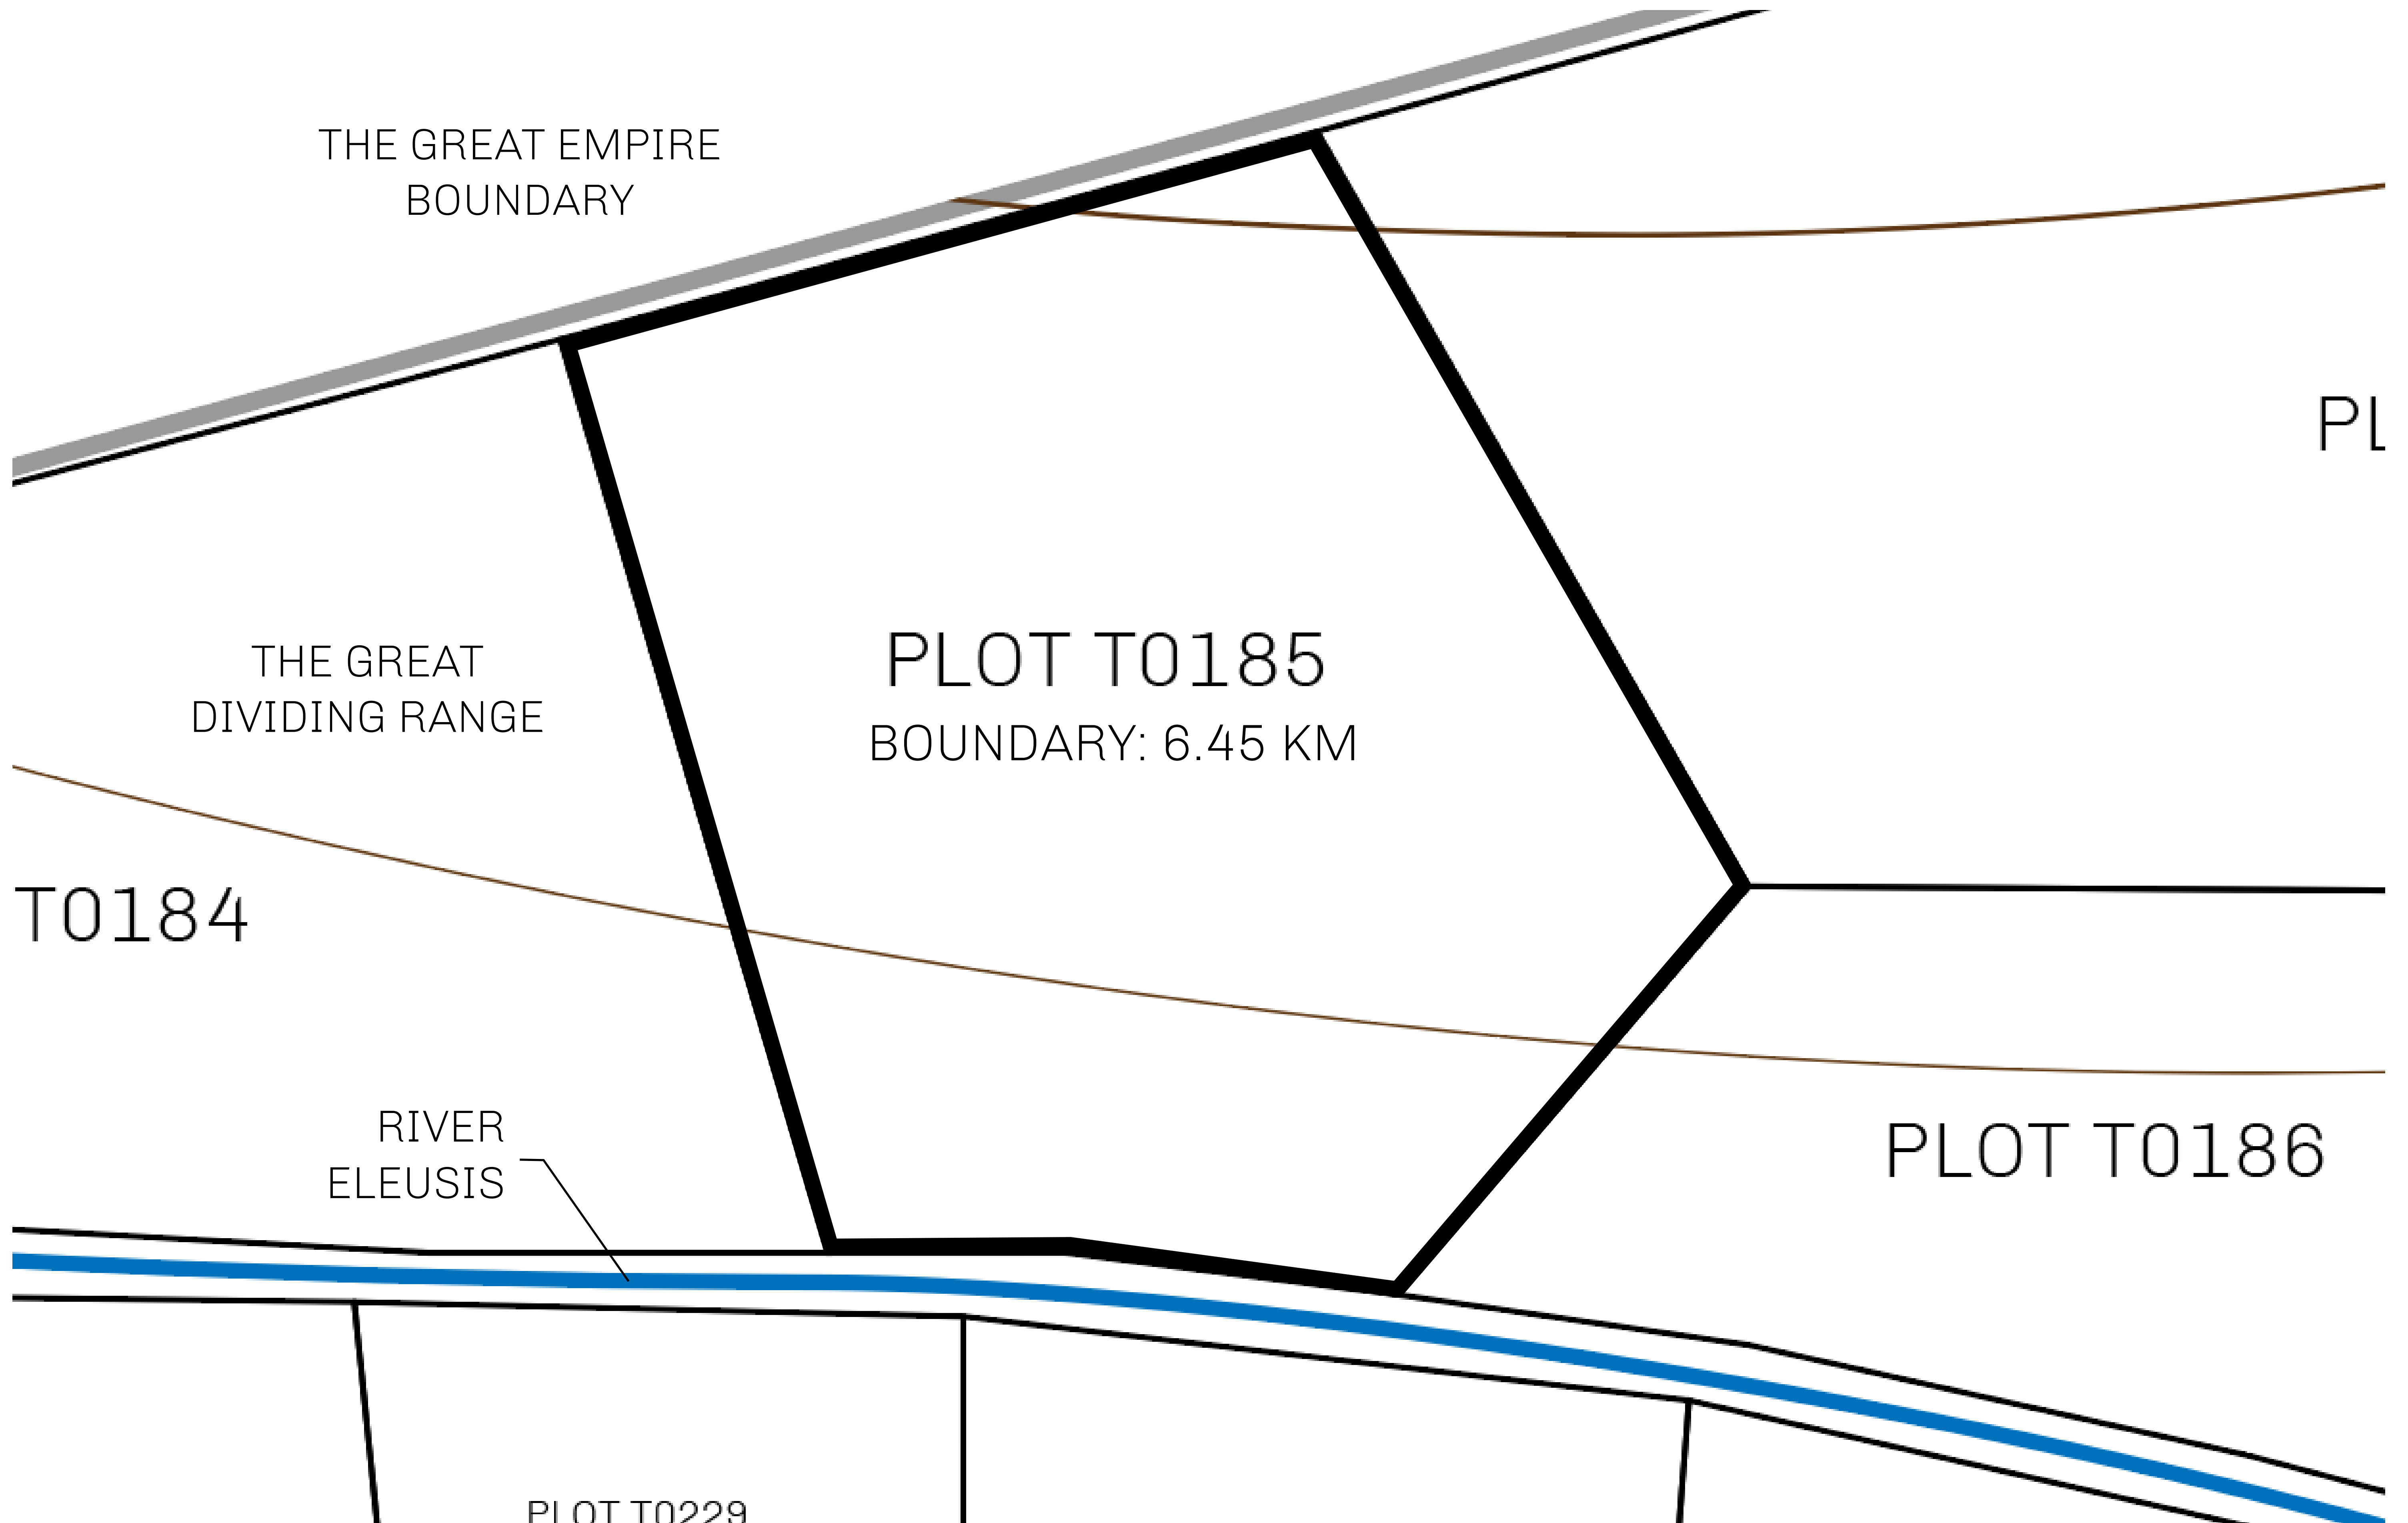 THE GREAT EMPIRE
BOUNDARY
PL
THE GREAT
DIVIDING RANGE
PLOT T0185
BOUNDARY: 6.45 KM
T0184
RIVER
ELEUSIS
PLOT T0186
PLOT T0229